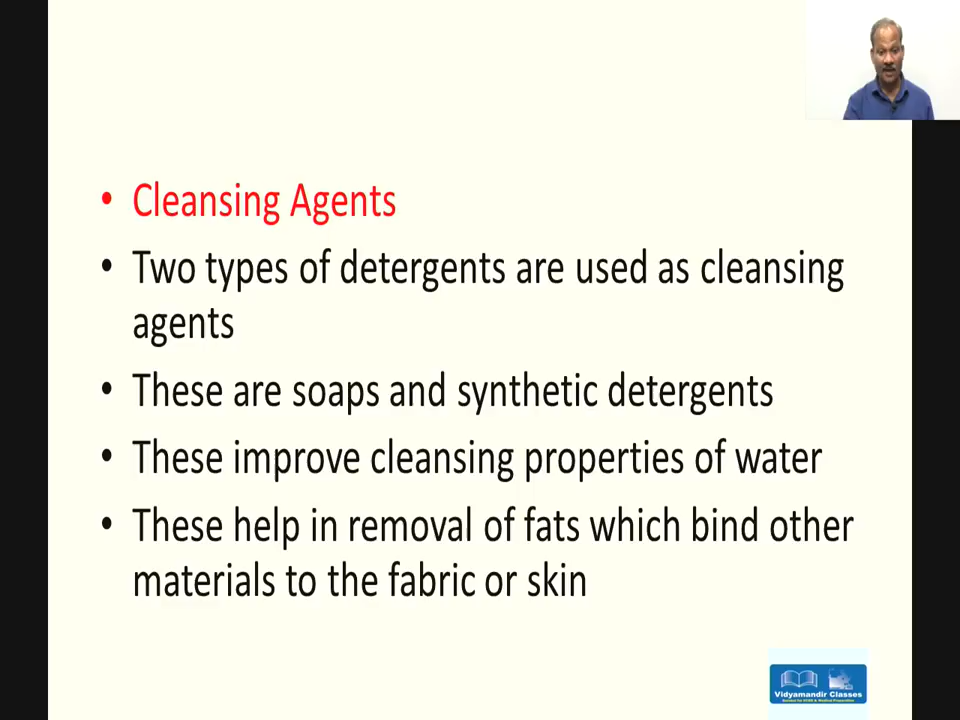 • Cleansing Agents
• Two types of detergents are used as cleansing
agents
• These are soaps and synthetic detergents
• These improve cleansing properties of water
• These help in removal of fats which bind other
materials to the fabric or skin
Vidyamandir Classes